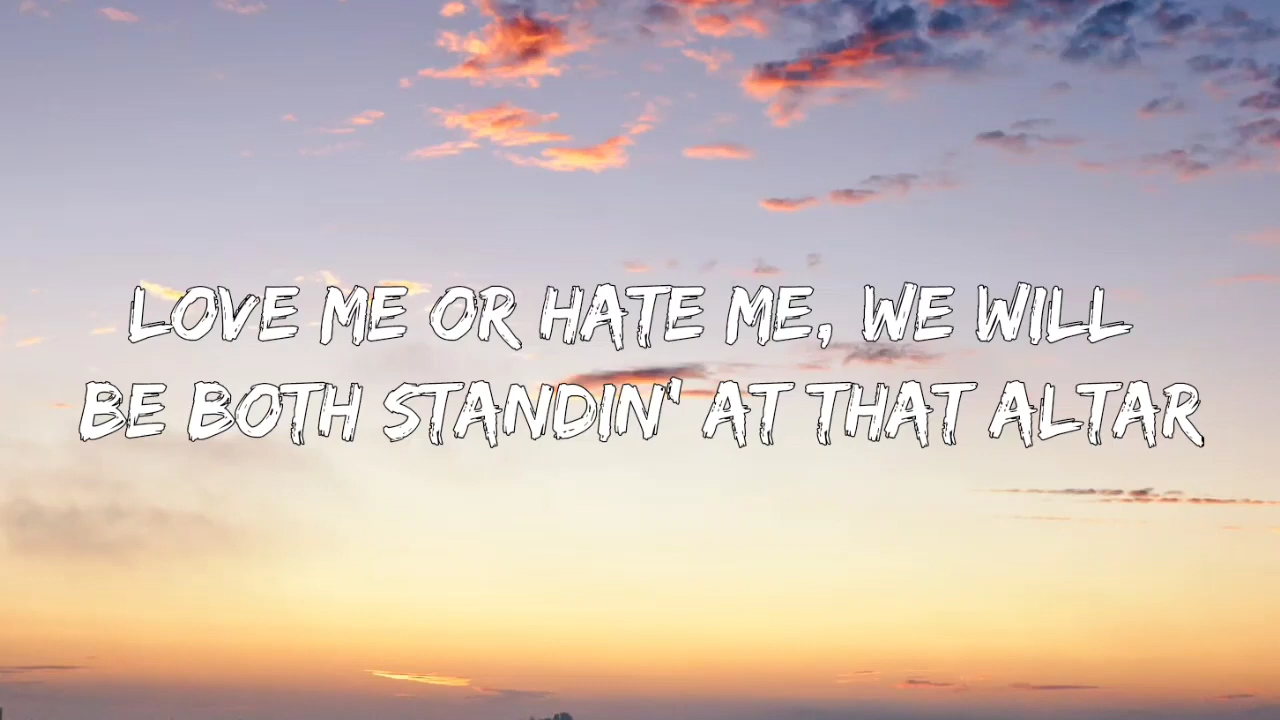 LOVE ME OR HATE ME, WE WILL
BE BOTH STANDIN' AT THAT ALTAR